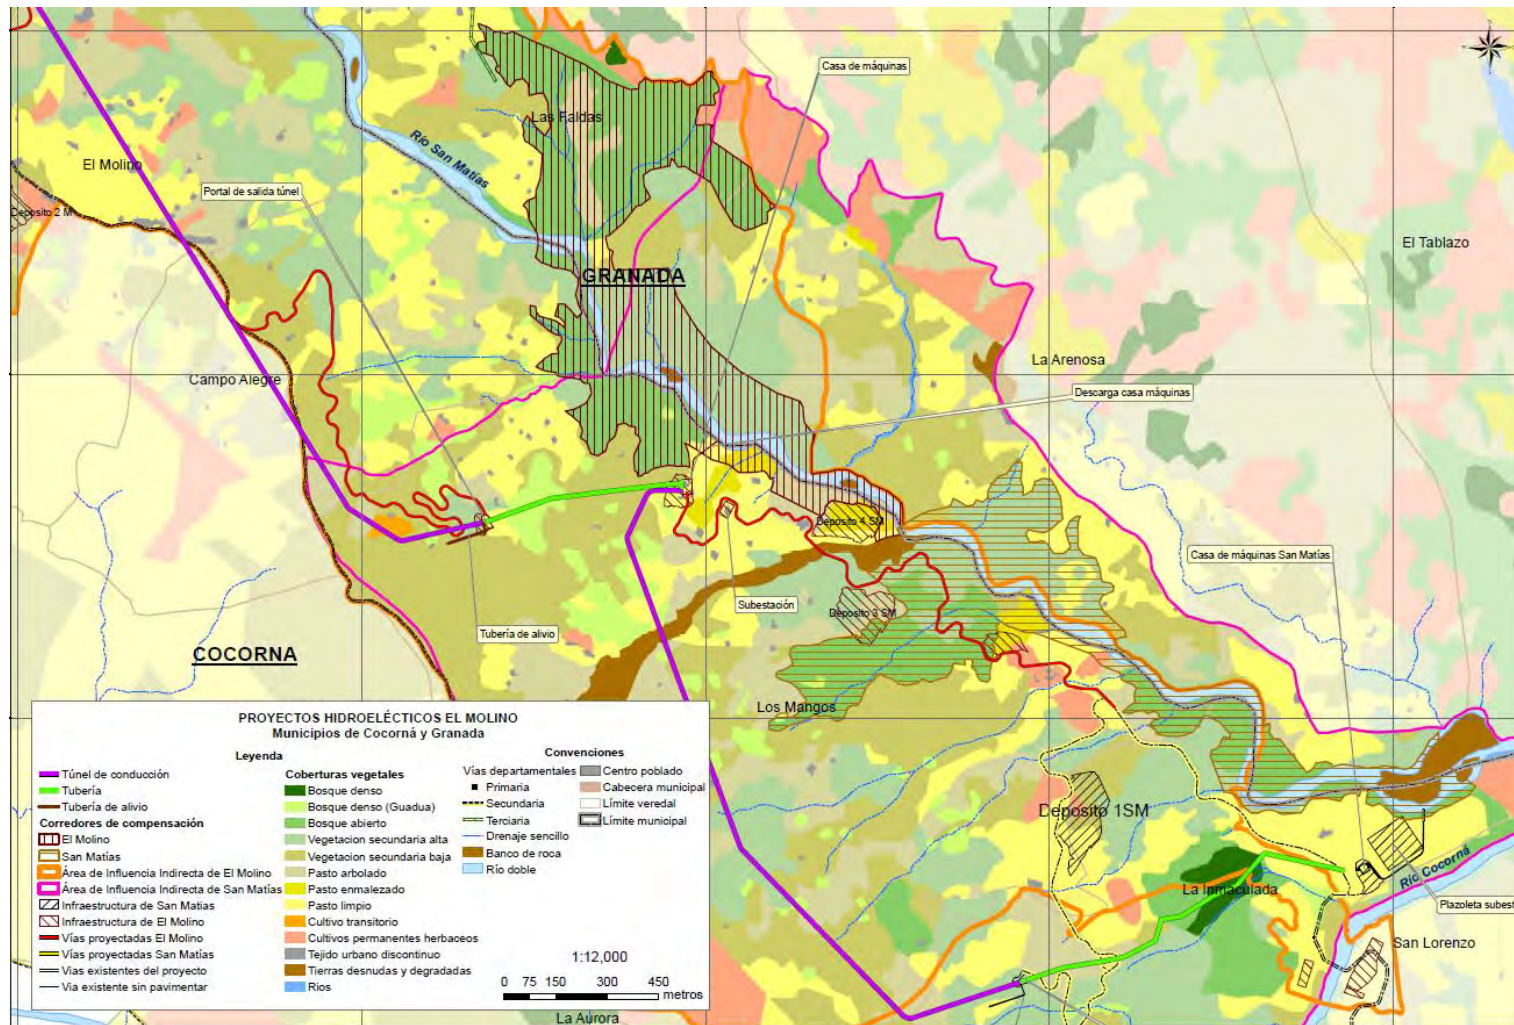 Casa de máquinas
Las Faldas
Río San Matías
El Molino
Portal de salida túnel
Deposito 2 M
El Tablazo
GRANADA
La Arenosa
Campo Alegre
Descarga casa máquinas
Deposito 4 SM
Casa de máquinas San Matías
Subestación
Deposito 3 SM
Tubería de alivio
COCORNA
Los Mangos
Deposito 1SM
La Inmaculada
Río Cocorná
Plazoleta subest
San Lorenzo
La Aurora
PROYECTOS HIDROELÉCTICOS EL MOLINO
Municipios de Cocorná y Granada
Leyenda
Túnel de conducción
Tubería
Tubería de alivio
Corredores de compensación
El Molino
San Matías
Área de Influencia Indirecta de El Molino
Área de Influencia Indirecta de San Matías
Infraestructura de San Matias
Infraestructura de El Molino
Vías proyectadas El Molino
Vías proyectadas San Matías
Vias existentes del proyecto
Via existente sin pavimentar
Coberturas vegetales
Bosque denso
Bosque denso (Guadua)
Bosque abierto
Vegetacion secundaria alta
Vegetacion secundaria baja
Pasto arbolado
Pasto enmalezado
Pasto limpio
Cultivo transitorio
Cultivos permanentes herbaceos
Tejido urbano discontinuo
Tierras desnudas y degradadas
Rios
Convenciones
Vías departamentales
Primaria
Secundaria
Terciaria
Drenaje sencillo
Banco de roca
Río doble
Centro poblado
Cabecera municipal
Límite veredal
Límite municipal
1:12,000
0 75 150 300 450
metros